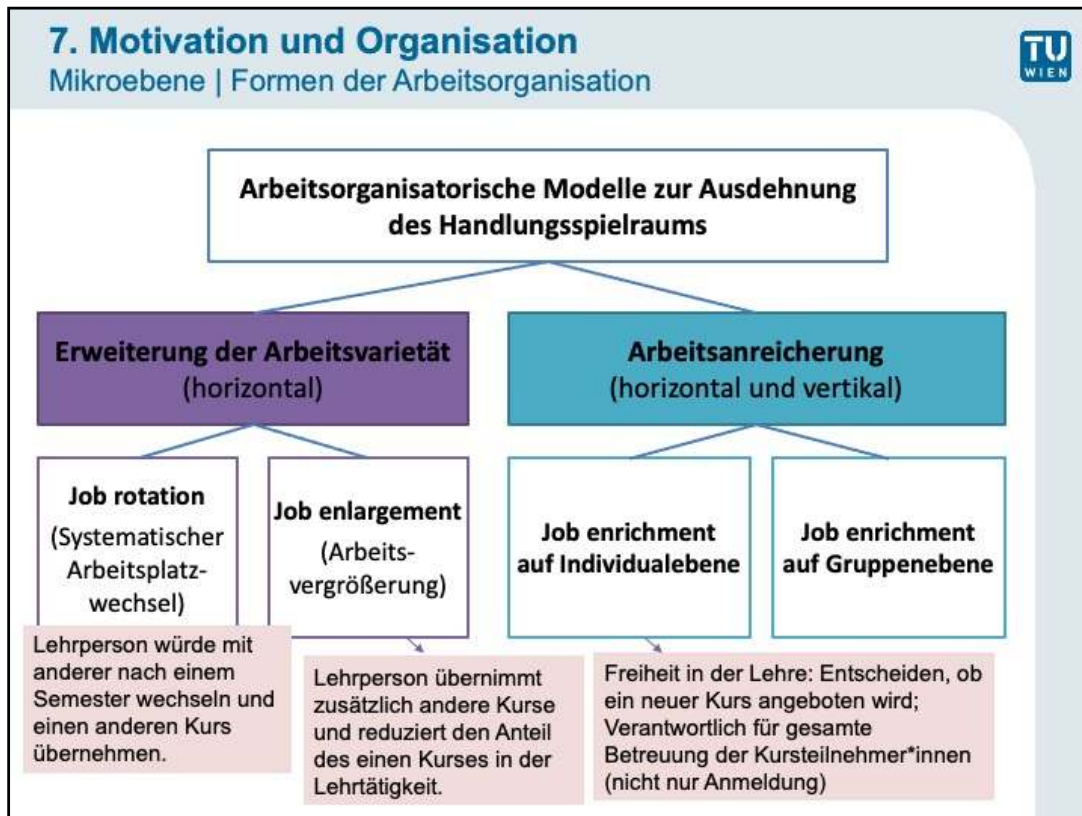 7. Motivation und Organisation
Mikroebene | Formen der Arbeitsorganisation
TU
WIEN
Arbeitsorganisatorische Modelle zur Ausdehnung
des Handlungsspielraums
Erweiterung der Arbeitsvarietät
(horizontal)
Arbeitsanreicherung
(horizontal und vertikal)
Job rotation
(Systematischer
Arbeitsplatz-
wechsel)
Job enlargement
(Arbeits-
vergrößerung)
Job enrichment
auf Individualebene
Job enrichment
auf Gruppenebene
Lehrperson würde mit
anderer nach einem
Semester wechseln und
einen anderen Kurs
übernehmen.
Lehrperson übernimmt
zusätzlich andere Kurse
und reduziert den Anteil
des einen Kurses in der
Lehrtätigkeit.
Freiheit in der Lehre: Entscheiden, ob
ein neuer Kurs angeboten wird;
Verantwortlich für gesamte
Betreuung der Kursteilnehmer*innen
(nicht nur Anmeldung)